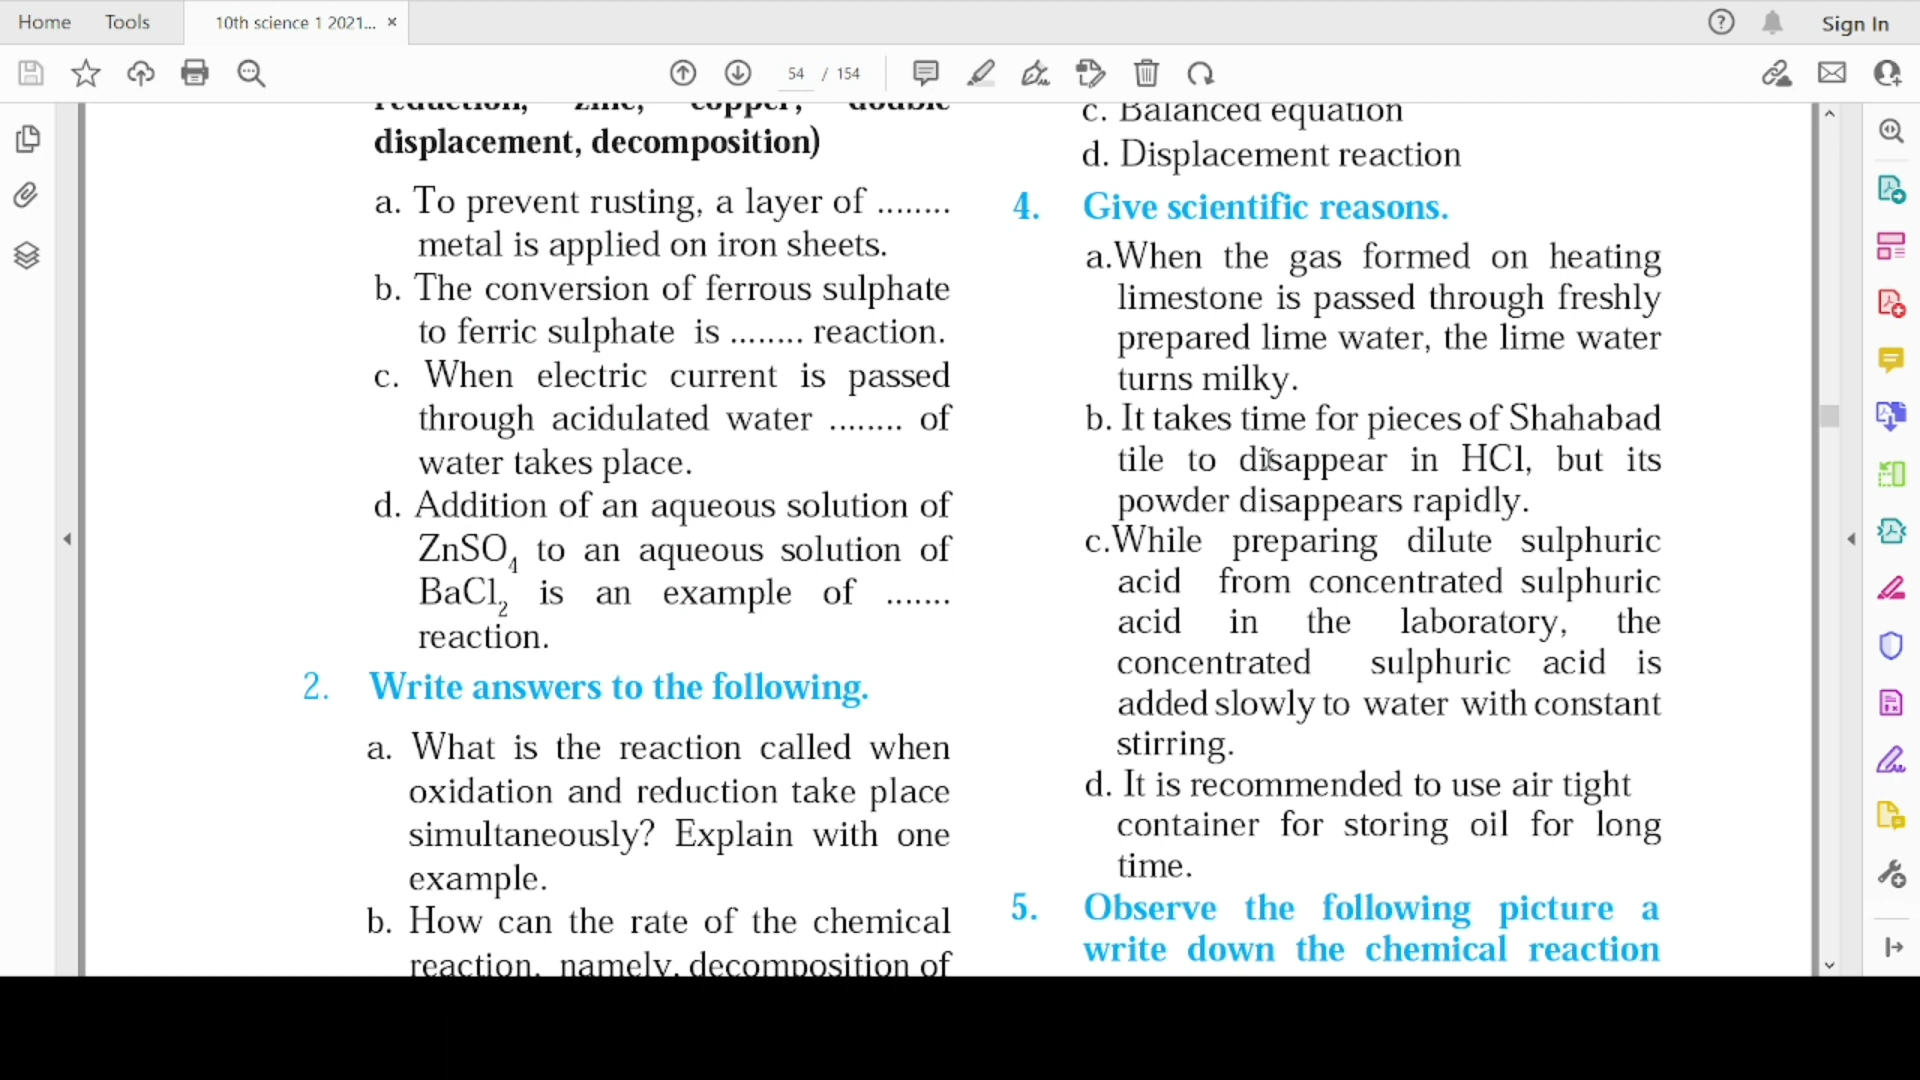 Home
Tools
10th science 1 2021... ×
Sign In
54 / 154
reduction, zinc, copper, double
displacement, decomposition)
a. To prevent rusting, a layer of ........
metal is applied on iron sheets.
b. The conversion of ferrous sulphate
to ferric sulphate is ........ reaction.
c. When electric current is passed
through acidulated water ........ of
water takes place.
d. Addition of an aqueous solution of
ZnSO₄ to an aqueous solution of
BaCl₂ is an example of .......
reaction.
2. Write answers to the following.
a. What is the reaction called when
oxidation and reduction take place
simultaneously? Explain with one
example.
b. How can the rate of the chemical
reaction, namely, decomposition of
c. Balanced equation
d. Displacement reaction
4. Give scientific reasons.
a.When the gas formed on heating
limestone is passed through freshly
prepared lime water, the lime water
turns milky.
b. It takes time for pieces of Shahabad
tile to disappear in HCl, but its
powder disappears rapidly.
c.While preparing dilute sulphuric
acid from concentrated sulphuric
acid in the laboratory, the
concentrated sulphuric acid is
added slowly to water with constant
stirring.
d. It is recommended to use air tight
container for storing oil for long
time.
5. Observe the following picture a
write down the chemical reaction